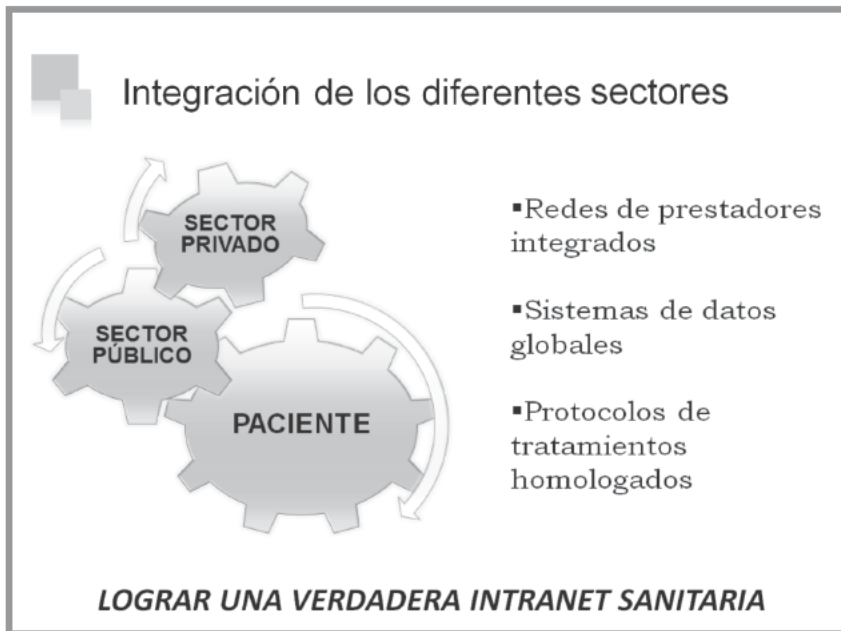 Integración de los diferentes sectores
SECTOR
PRIVADO
SECTOR
PÚBLICO
PACIENTE
▪Redes de prestadores
integrados
▪Sistemas de datos
globales
▪Protocolos de
tratamientos
homologados
LOGRAR UNA VERDADERA INTRANET SANITARIA